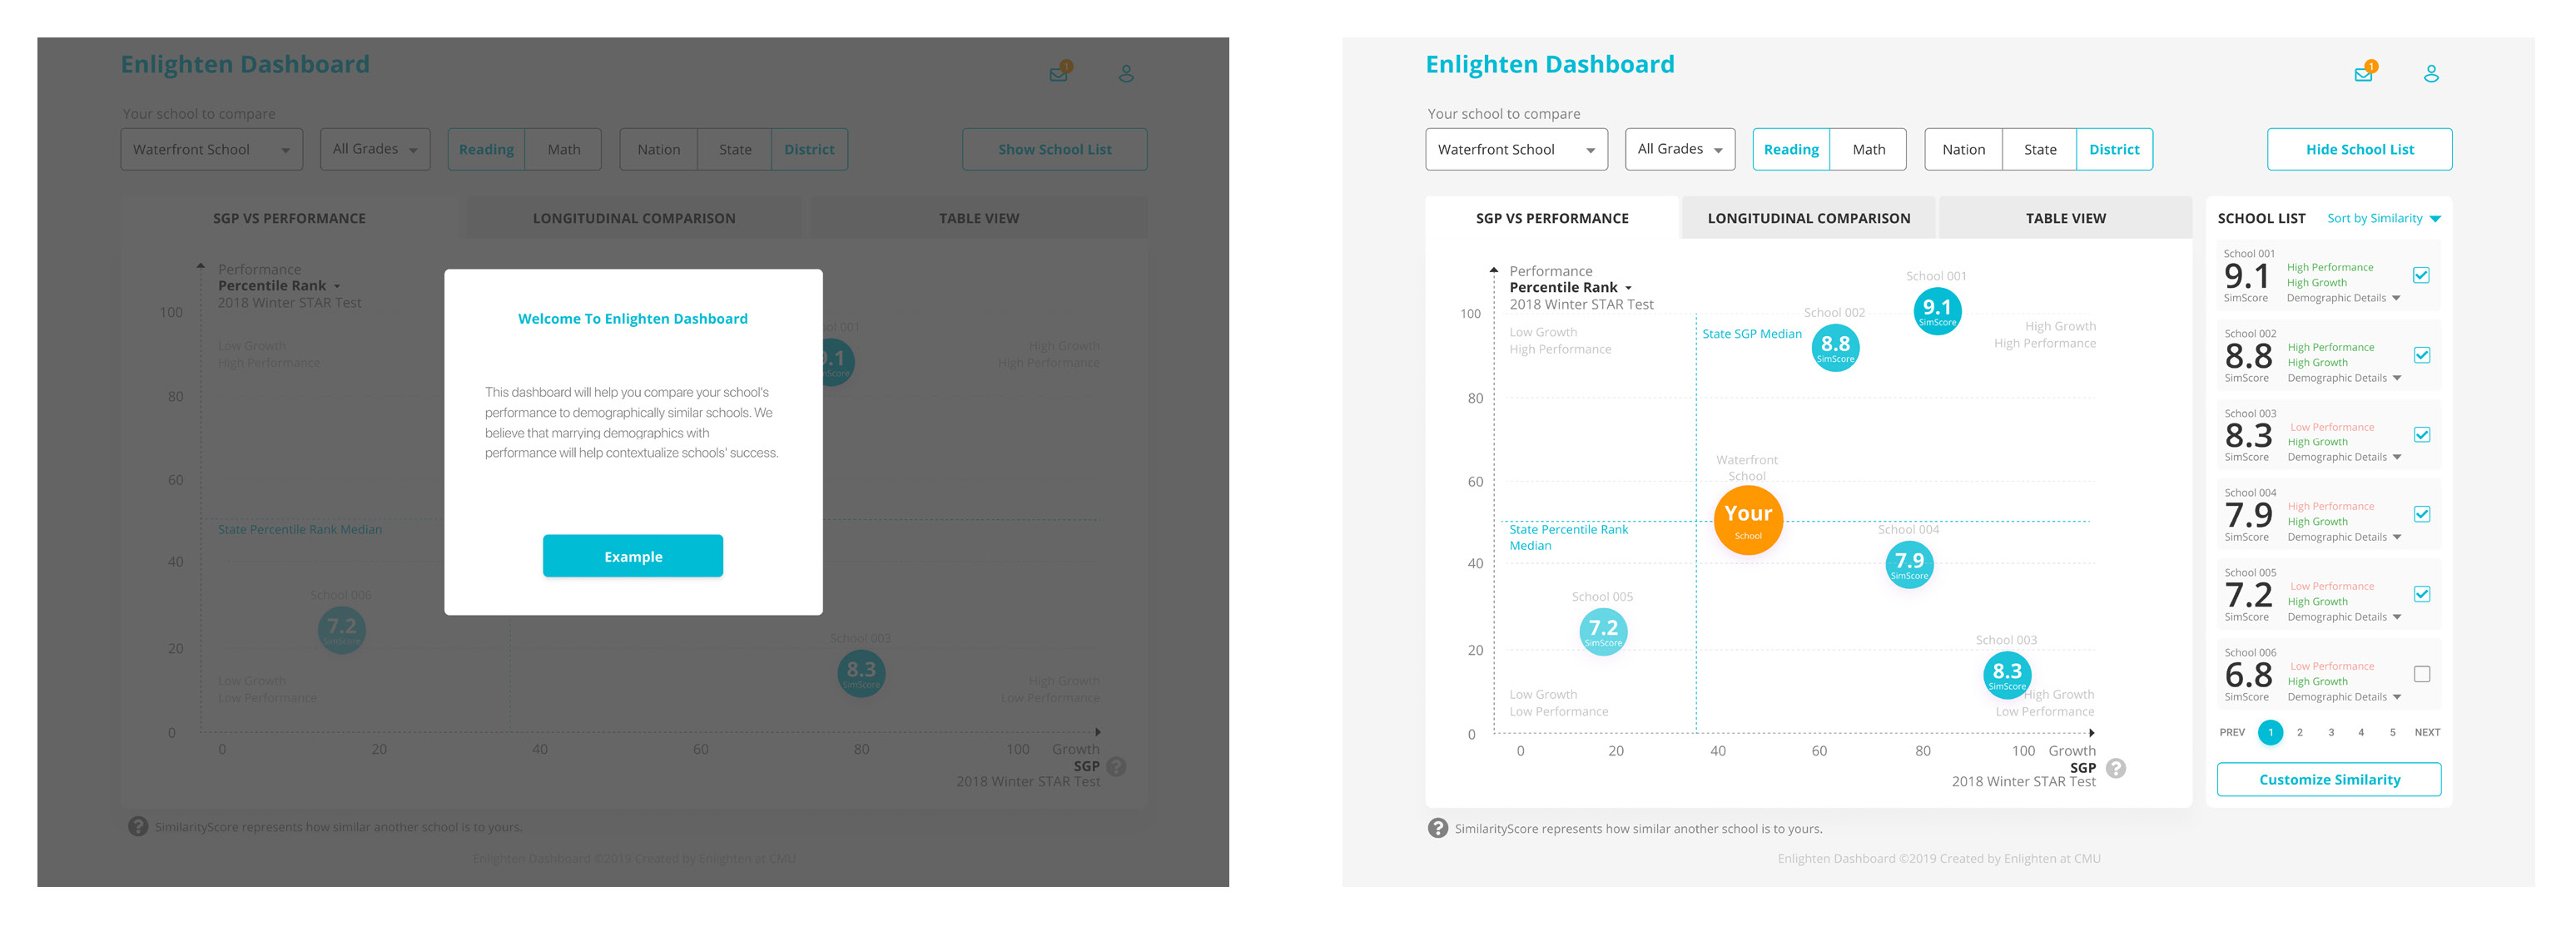 Enlighten Dashboard
1
Your school to compare
Waterfront School
All Grades
Reading
Math
Nation
State
District
Show School List
SGP VS PERFORMANCE
LONGITUDINAL COMPARISON
TABLE VIEW
Performance
Percentile Rank
2018 Winter STAR Test
100
80
60
40
20
0
Low Growth
High Performance
High Growth
High Performance
State Percentile Rank Median
School 006
7.2
SimScore
School 003
8.3
SimScore
Low Growth
Low Performance
High Growth
Low Performance
0
20
40
60
80
100
Growth
SGP
?
2018 Winter STAR Test
Welcome To Enlighten Dashboard
This dashboard will help you compare your school's
performance to demographically similar schools. We
believe that marrying demographics with
performance will help contextualize schools' success.
Example
? SimilarityScore represents how similar another school is to yours.
Enlighten Dashboard ©2019 Created by Enlighten at CMU
Enlighten Dashboard
1
Your school to compare
Waterfront School
All Grades
Reading
Math
Nation
State
District
Hide School List
SGP VS PERFORMANCE
LONGITUDINAL COMPARISON
TABLE VIEW
Performance
Percentile Rank
2018 Winter STAR Test
100
80
60
40
20
0
Low Growth
High Performance
State SGP Median
School 002
8.8
SimScore
School 001
9.1
SimScore
High Growth
High Performance
Waterfront
School
Your
School
State Percentile Rank
Median
School 004
7.9
SimScore
School 005
7.2
SimScore
School 003
8.3
SimScore
Low Growth
Low Performance
High Growth
Low Performance
0
20
40
60
80
100
Growth
SGP
?
2018 Winter STAR Test
SCHOOL LIST
Sort by Similarity
School 001
9.1
SimScore
High Performance
High Growth
Demographic Details
School 002
8.8
SimScore
High Performance
High Growth
Demographic Details
School 003
8.3
SimScore
Low Performance
High Growth
Demographic Details
School 004
7.9
SimScore
High Performance
High Growth
Demographic Details
School 005
7.2
SimScore
Low Performance
High Growth
Demographic Details
School 006
6.8
SimScore
Low Performance
High Growth
Demographic Details
PREV 1 2 3 4 5 NEXT
Customize Similarity
? SimilarityScore represents how similar another school is to yours.
Enlighten Dashboard ©2019 Created by Enlighten at CMU